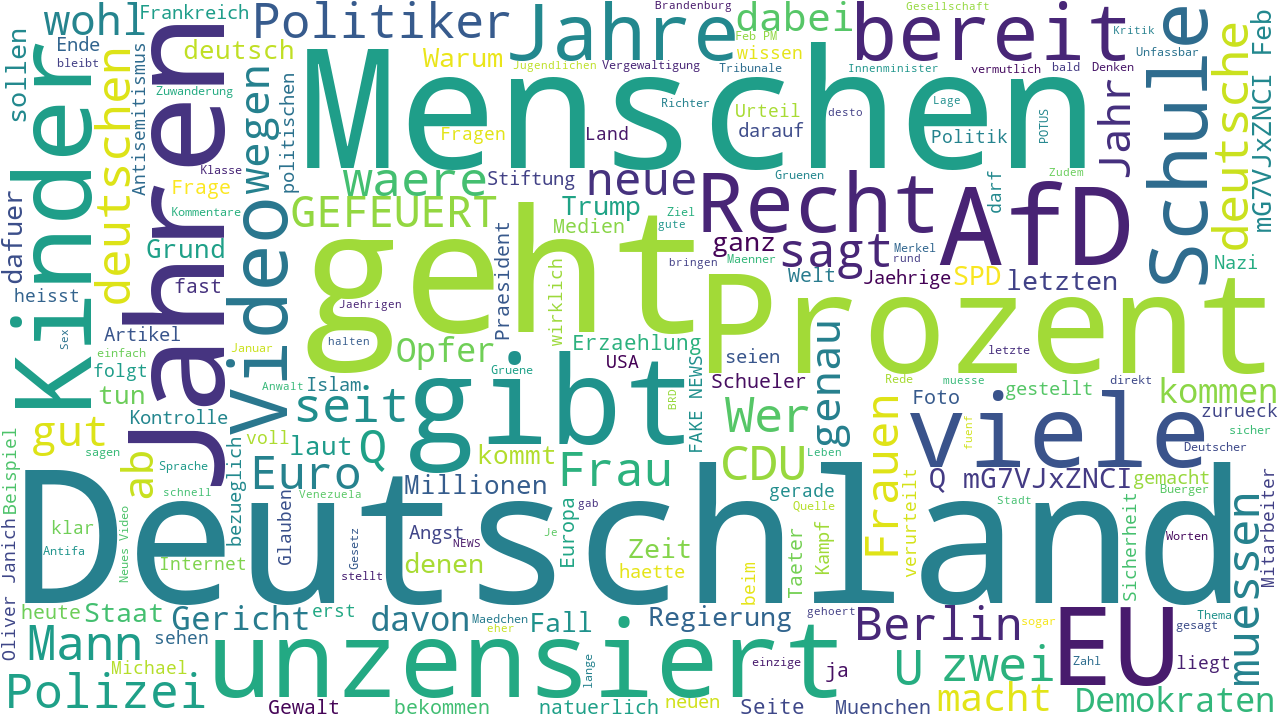 wohl
Frankreich
Politiker
Jahre
Brandenburg
dabei
bereit
Gesellschaft
Kritik
Schule
mG7VJxZNCI Feb
sollen
Ende
bleibt
Kinder
deutschen
Antisemitismus
Jahren
deutsch
wegen
Zuwanderung
politischen
Menschen
Warum
Jugendlichen
Vergewaltigung
Feb PM
wissen
Tribunale
Innenminister
vermutlich
bald
Denken
Unfassbar
deutsche
Fragen
Richter
Urteil
darauf
desto
Lage
Politik
POTUS
Land
Jahr
Klasse
Frage
Kommentare
waere
Stiftung
neue
Gruenen
Recht
AfD
darf
Zudem
dafuer
Grund
Video
GEFEUERT
Trump
Medien
Ziel
gute
ganz
sagt
Merkel
rund
Nazi
heisst
fast
geht
Praesident
wirklich
bringen
Maenner
Welt
Jaehrige
SPD
letzten
Prozent
Artikel
Sex
einfach
folgt
tun
Januar
Jaehrigen
halten
Opfer
Erzaehlung
USA
FAKE NEWS
seien
Schueler
genau
letzte
Kontrolle
Anwalt
Islam
Gruene
gibt
BRD
Rede
muesse
direkt
gestellt
kommen
Foto
zurueck
sicher
gut
sagen
seit
Wer
viele
fuenf
Deutscher
ab
Sprache
schnell
bezueglich
voll
laut
Q
kommt
Frau
CDU
Leben
Frauen
Beispiel
Euro
Venezuela
Millionen
gab
gerade
Quelle
Q mG7VJxZNCI
gemacht
Buerger
Stadt
Deutschland
Oliver Janich
klar
Antifa
Neues Video
Internet
Glauben
Gesetz
stellt
Angst
NEWS
denen
Je
Europa
Zeit
haette
beim
Taeter
Kampf
verurteilt
Sicherheit
Worten
muessen
Mitarbeiter
heute
Staat
Gericht
erst
davon
Maedchen
eher
Fall
Regierung
gehoert
Berlin
sogar
EU
Thema
gesagt
Mann
sehen
Michael
unzensiert
lange
einzige
ja
U
zwei
Zahl
liegt
Polizei
Gewalt
bekommen
natuerlich
neuen
Seite
Muenchen
macht
Demokraten